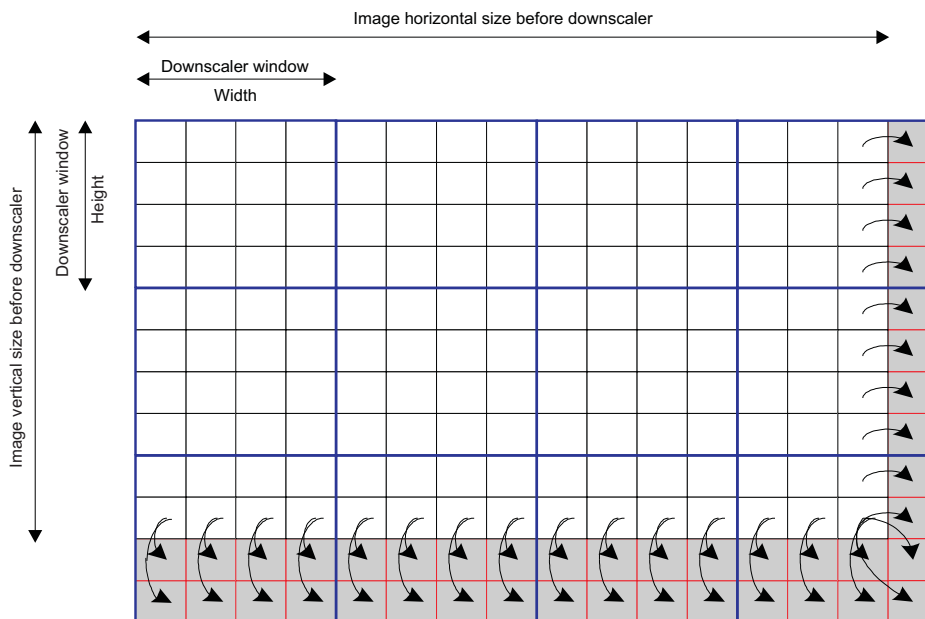 Image horizontal size before downscaler
Downscaler window
Width
Image vertical size before downscaler
Downscaler window
Height